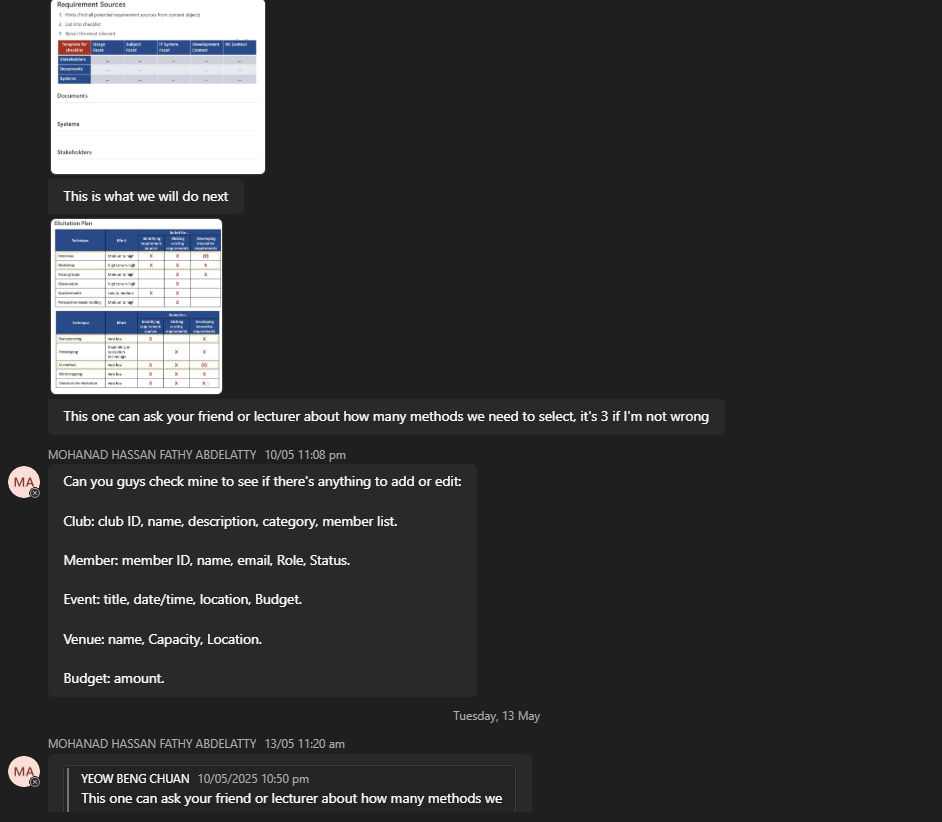 Requirement Sources
1. Hints (Find all potential requirement sources from context object)
2. List into checklist
3. Select the most relevant
Template for checklist Usage Facet Subject Facet IT System Facet Development Context RE Context
Stakeholders ... ... ... ... ...
Documents ... ... ... ... ...
Systems ... ... ... ... ...
Documents
Systems
Stakeholders
This is what we will do next
Elicitation Plan
Suited for...
Technique Effort Identifying requirement sources Eliciting existing requirements Developing innovative requirements
Interview Medium to high X X (X)
Workshop High to very high X X X
Focus groups Medium to high X X
Observation High to very high X
Questionnaire Low to medium X X
Perspective-based reading Medium to high X
Suited for...
Technique Effort Identifying requirement sources Eliciting existing requirements Developing innovative requirements
Brainstorming Very low X X
Prototyping Depending on realization technology X X
KJ method Very low X X (X)
Mind mapping Very low X X X
Checklists for elicitation Very low X X X
This one can ask your friend or lecturer about how many methods we need to select, it's 3 if I'm not wrong
MOHANAD HASSAN FATHY ABDELATTY 10/05 11:08 pm
MA
Can you guys check mine to see if there's anything to add or edit:
Club: club ID, name, description, category, member list.
Member: member ID, name, email, Role, Status.
Event: title, date/time, location, Budget.
Venue: name, Capacity, Location.
Budget: amount.
Tuesday, 13 May
MOHANAD HASSAN FATHY ABDELATTY 13/05 11:20 am
MA
YEOW BENG CHUAN 10/05/2025 10:50 pm
This one can ask your friend or lecturer about how many methods we